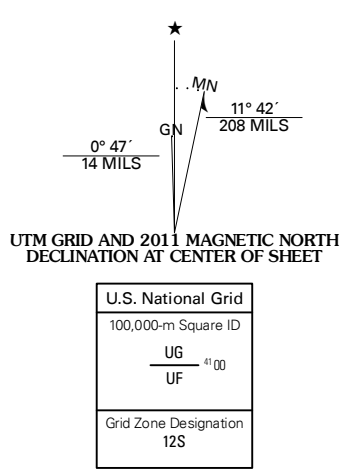 ★
MN
GN
11° 42´
208 MILS
0° 47´
14 MILS
UTM GRID AND 2011 MAGNETIC NORTH
DECLINATION AT CENTER OF SHEET
U.S. National Grid
100,000-m Square ID
UG
UF
4100
Grid Zone Designation
12S